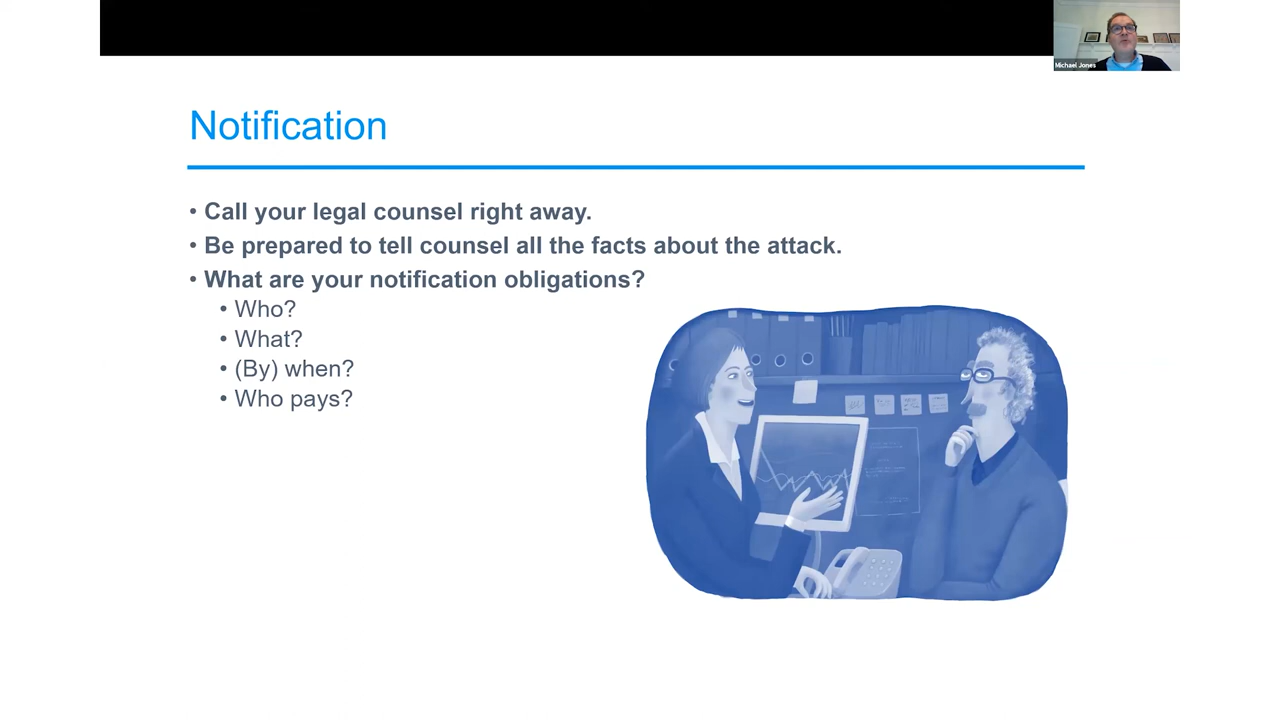 Michael Jones
Notification
• Call your legal counsel right away.
• Be prepared to tell counsel all the facts about the attack.
• What are your notification obligations?
• Who?
• What?
• (By) when?
• Who pays?